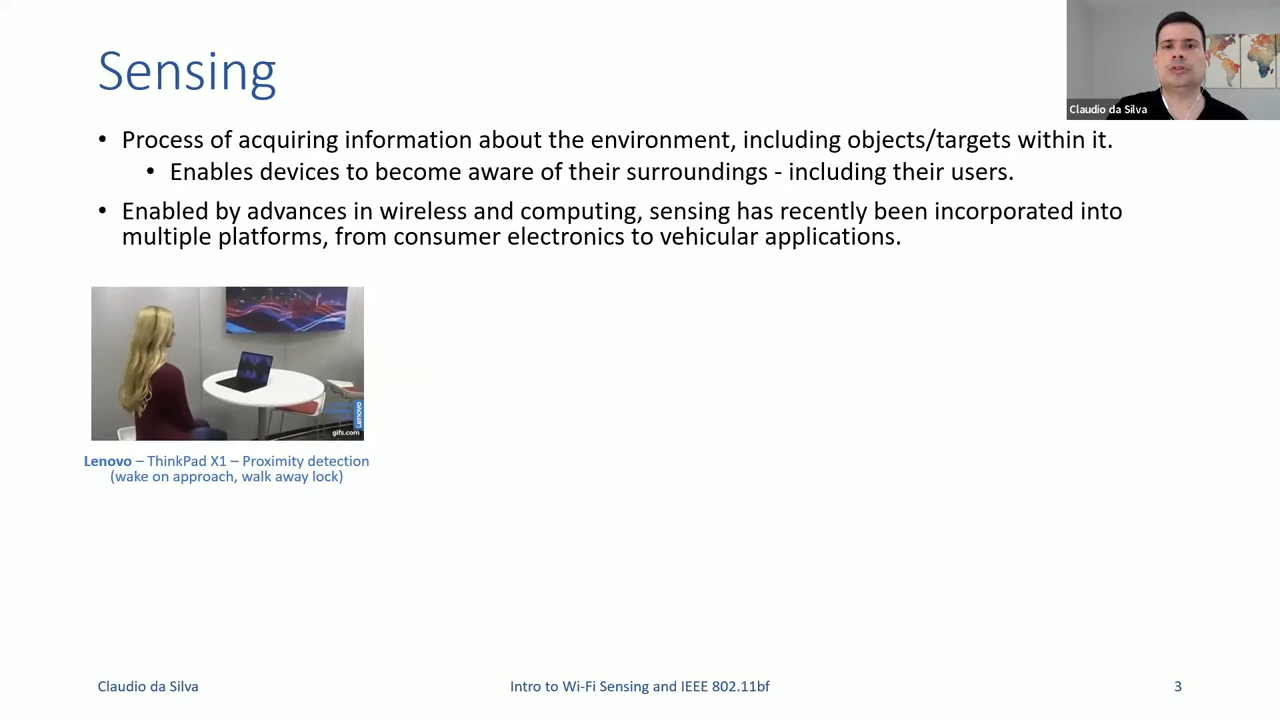 Sensing
Claudio da Silva
• Process of acquiring information about the environment, including objects/targets within it.
• Enables devices to become aware of their surroundings - including their users.
• Enabled by advances in wireless and computing, sensing has recently been incorporated into
multiple platforms, from consumer electronics to vehicular applications.
Lenovo
gifs.com
Lenovo – ThinkPad X1 – Proximity detection
(wake on approach, walk away lock)
Claudio da Silva
Intro to Wi-Fi Sensing and IEEE 802.11bf
3